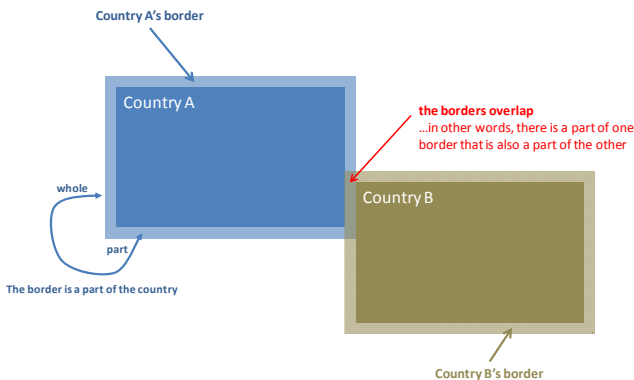 Country A's border
Country A
the borders overlap
...in other words, there is a part of one
border that is also a part of the other
whole
Country B
part
The border is a part of the country
Country B's border